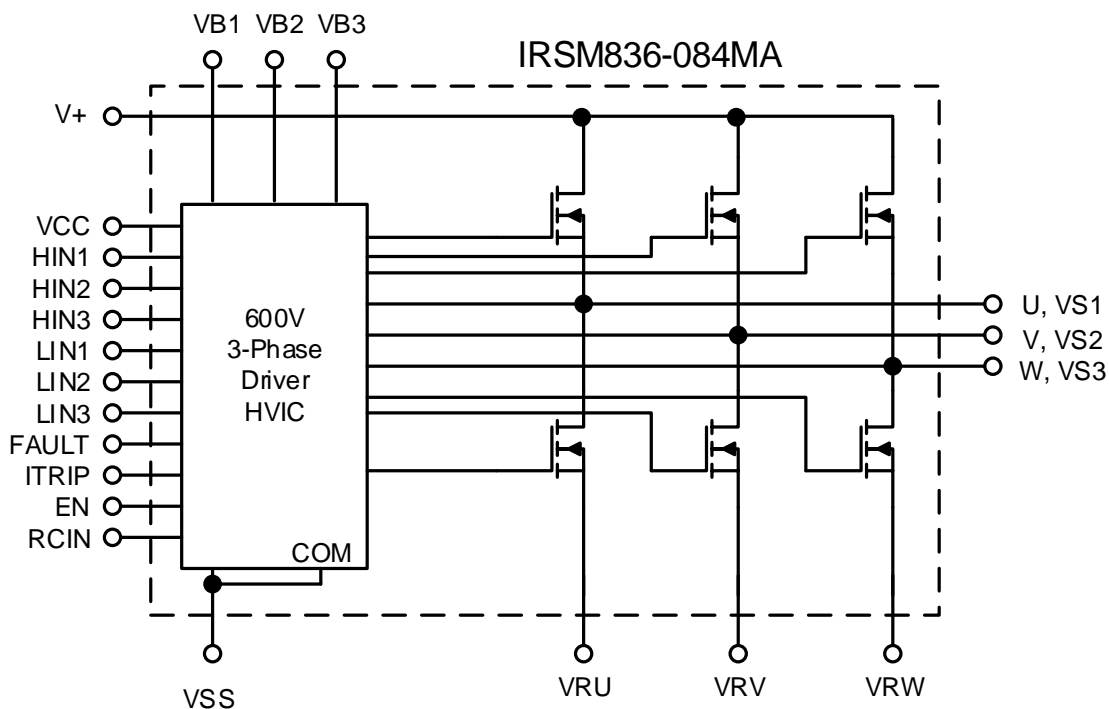 VB1 VB2 VB3
IRSM836-084MA
V+
VCC
HIN1
HIN2
HIN3
LIN1
LIN2
LIN3
FAULT
ITRIP
EN
RCIN
600V
3-Phase
Driver
HVIC
COM
U, VS1
V, VS2
W, VS3
VSS
VRU
VRV
VRW